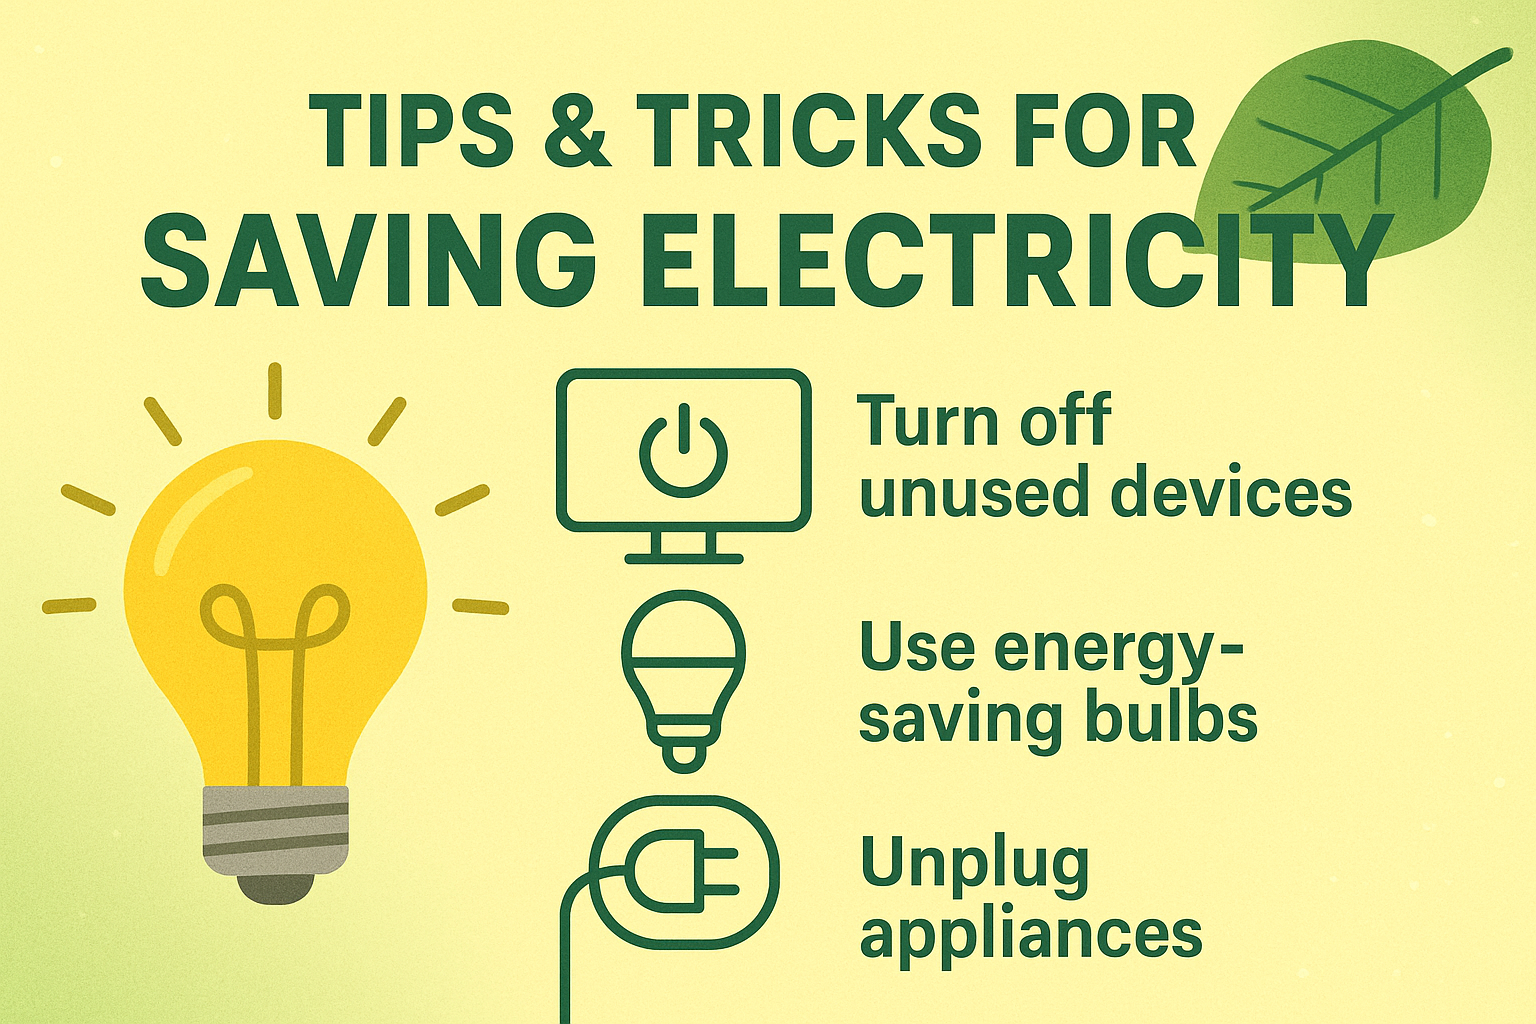 TIPS & TRICKS FOR
SAVING ELECTRICITY
Turn off
unused devices
Use energy-
saving bulbs
Unplug
appliances